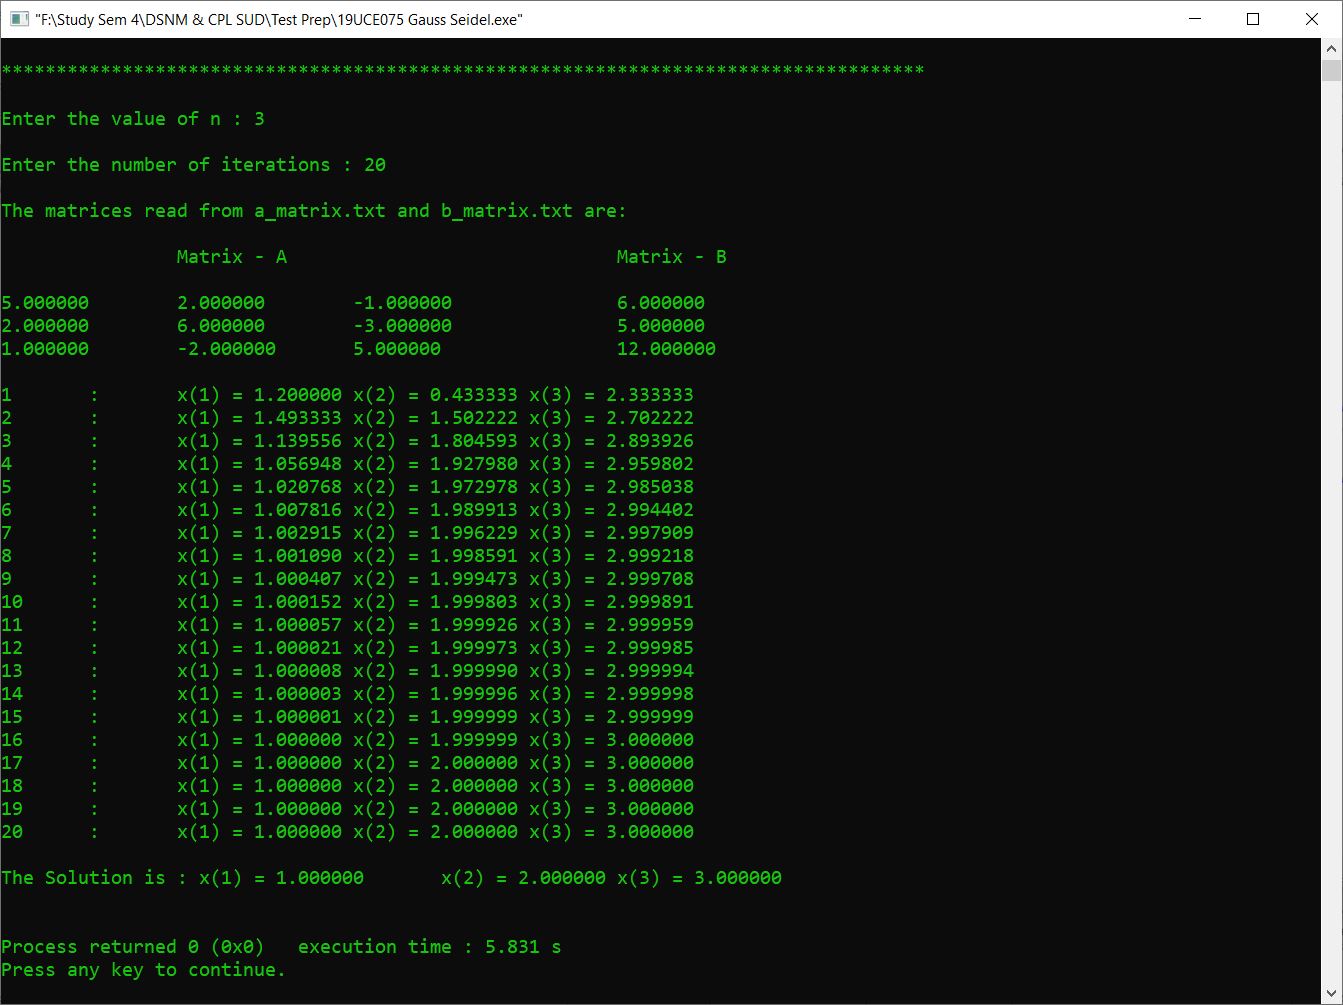 "F:\Study Sem 4\DSNM & CPL SUD\Test Prep\19UCE075 Gauss Seidel.exe"
************************************************************************************
Enter the value of n : 3
Enter the number of iterations : 20
The matrices read from a_matrix.txt and b_matrix.txt are:
Matrix - A Matrix - B
5.000000 2.000000 -1.000000 6.000000
2.000000 6.000000 -3.000000 5.000000
1.000000 -2.000000 5.000000 12.000000
1 : x(1) = 1.200000 x(2) = 0.433333 x(3) = 2.333333
2 : x(1) = 1.493333 x(2) = 1.502222 x(3) = 2.702222
3 : x(1) = 1.139556 x(2) = 1.804593 x(3) = 2.893926
4 : x(1) = 1.056948 x(2) = 1.927980 x(3) = 2.959802
5 : x(1) = 1.020768 x(2) = 1.972978 x(3) = 2.985038
6 : x(1) = 1.007816 x(2) = 1.989913 x(3) = 2.994402
7 : x(1) = 1.002915 x(2) = 1.996229 x(3) = 2.997909
8 : x(1) = 1.001090 x(2) = 1.998591 x(3) = 2.999218
9 : x(1) = 1.000407 x(2) = 1.999473 x(3) = 2.999708
10 : x(1) = 1.000152 x(2) = 1.999803 x(3) = 2.999891
11 : x(1) = 1.000057 x(2) = 1.999926 x(3) = 2.999959
12 : x(1) = 1.000021 x(2) = 1.999973 x(3) = 2.999985
13 : x(1) = 1.000008 x(2) = 1.999990 x(3) = 2.999994
14 : x(1) = 1.000003 x(2) = 1.999996 x(3) = 2.999998
15 : x(1) = 1.000001 x(2) = 1.999999 x(3) = 2.999999
16 : x(1) = 1.000000 x(2) = 1.999999 x(3) = 3.000000
17 : x(1) = 1.000000 x(2) = 2.000000 x(3) = 3.000000
18 : x(1) = 1.000000 x(2) = 2.000000 x(3) = 3.000000
19 : x(1) = 1.000000 x(2) = 2.000000 x(3) = 3.000000
20 : x(1) = 1.000000 x(2) = 2.000000 x(3) = 3.000000
The Solution is : x(1) = 1.000000 x(2) = 2.000000 x(3) = 3.000000
Process returned 0 (0x0) execution time : 5.831 s
Press any key to continue.